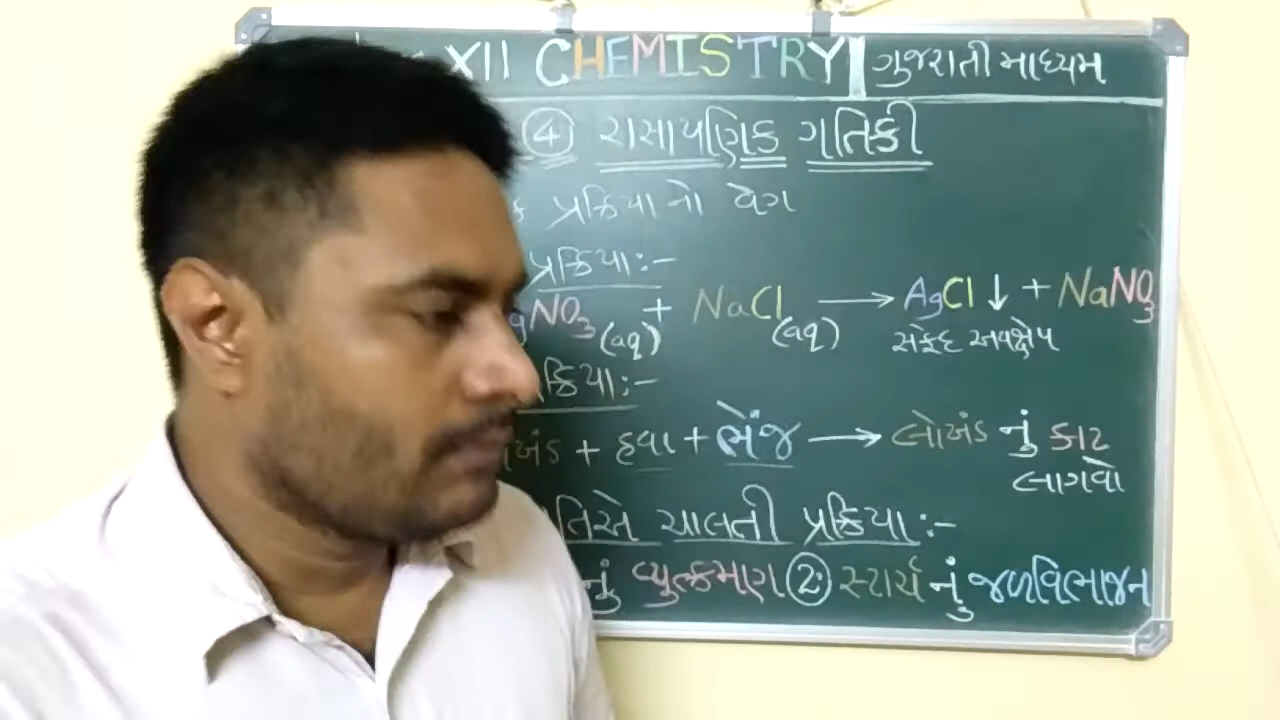 XII CHEMISTRY | ગુજરાતી માધ્યમ
④ રાસાયણિક ગતિકી
પ્રક્રિયાનો વેગ
પ્રક્રિયા:-
NO3 (aq) + NaCl (aq) → AgCl ↓ + NaNO3
સફેદ અવક્ષેપ
+ હવા + ભેજ → લોખંડ નું કાટ
લાગવો
ચાલતી પ્રક્રિયા:-
નું વ્યુત્ક્રમણ ②: સ્ટાર્ચ નું જળવિભાજન